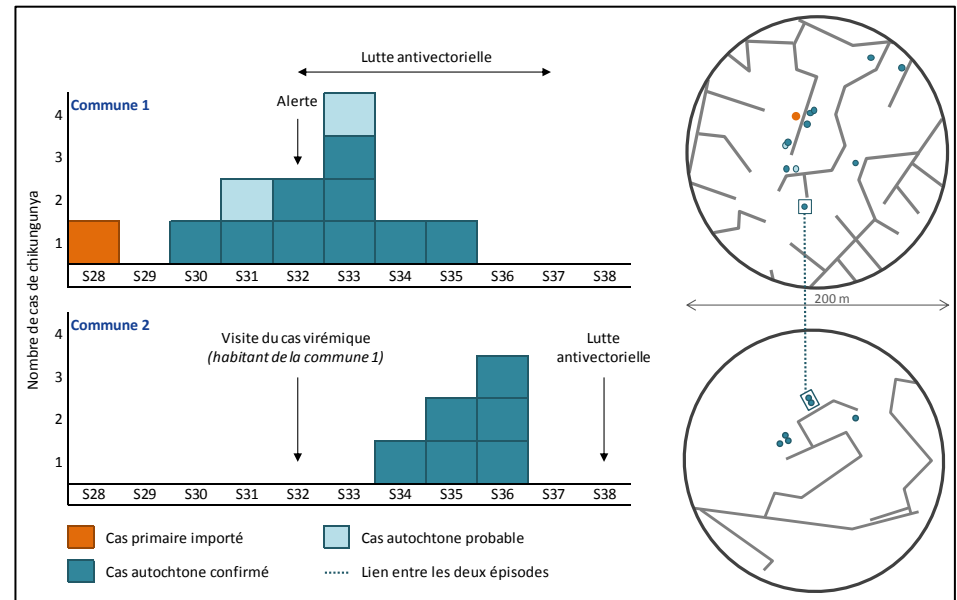 Lutte antivectorielle
Commune 1
Alerte
4
3
2
1
S28 S29 S30 S31 S32 S33 S34 S35 S36 S37 S38
Nombre de cas de chikungunya
Commune 2
Visite du cas virémique
(habitant de la commune 1)
Lutte
antivectorielle
4
3
2
1
S28 S29 S30 S31 S32 S33 S34 S35 S36 S37 S38
200 m
Cas primaire importé
Cas autochtone probable
Cas autochtone confirmé
Lien entre les deux épisodes